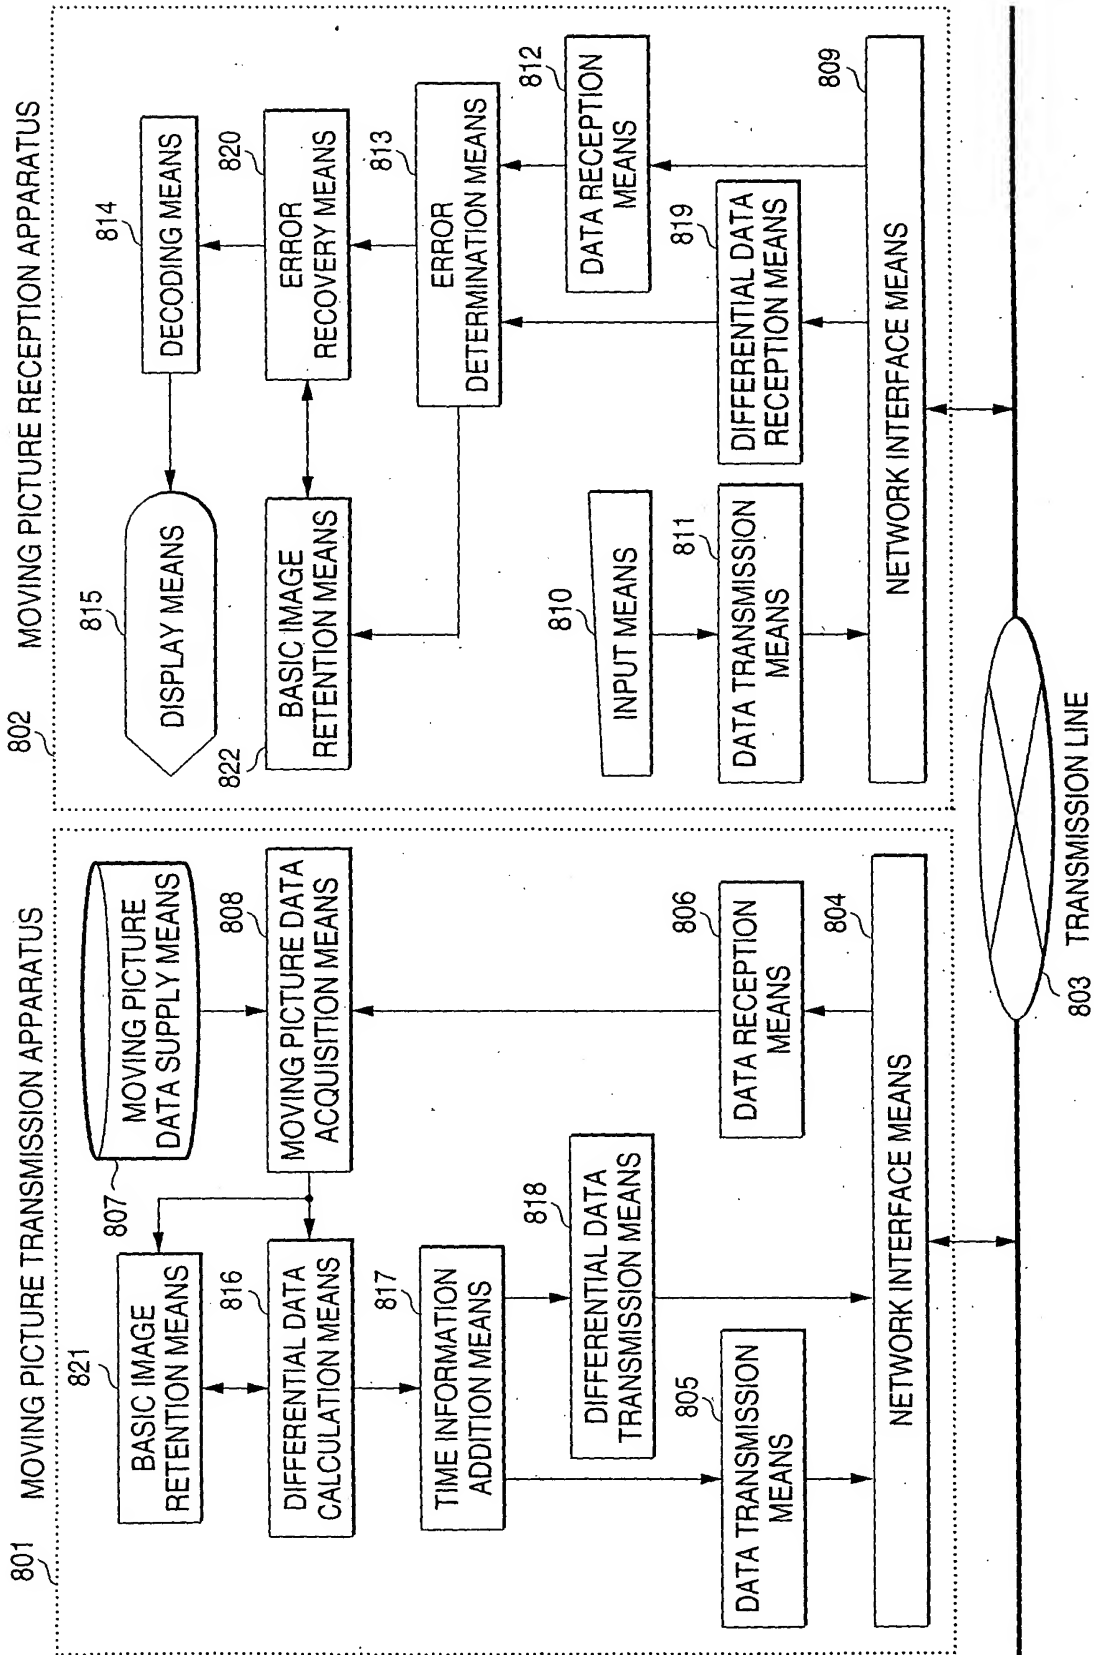 801
MOVING PICTURE TRANSMISSION APPARATUS
821
BASIC IMAGE
RETENTION MEANS
807
MOVING PICTURE
DATA SUPPLY MEANS
816
DIFFERENTIAL DATA
CALCULATION MEANS
808
MOVING PICTURE DATA
ACQUISITION MEANS
817
TIME INFORMATION
ADDITION MEANS
818
DIFFERENTIAL DATA
TRANSMISSION MEANS
805
DATA TRANSMISSION
MEANS
806
DATA RECEPTION
MEANS
804
NETWORK INTERFACE MEANS
802
MOVING PICTURE RECEPTION APPARATUS
815
DISPLAY MEANS
814
DECODING MEANS
822
BASIC IMAGE
RETENTION MEANS
820
ERROR
RECOVERY MEANS
813
ERROR
DETERMINATION MEANS
812
DATA RECEPTION
MEANS
810
INPUT MEANS
811
DATA TRANSMISSION
MEANS
819
DIFFERENTIAL DATA
RECEPTION MEANS
809
NETWORK INTERFACE MEANS
803
TRANSMISSION LINE